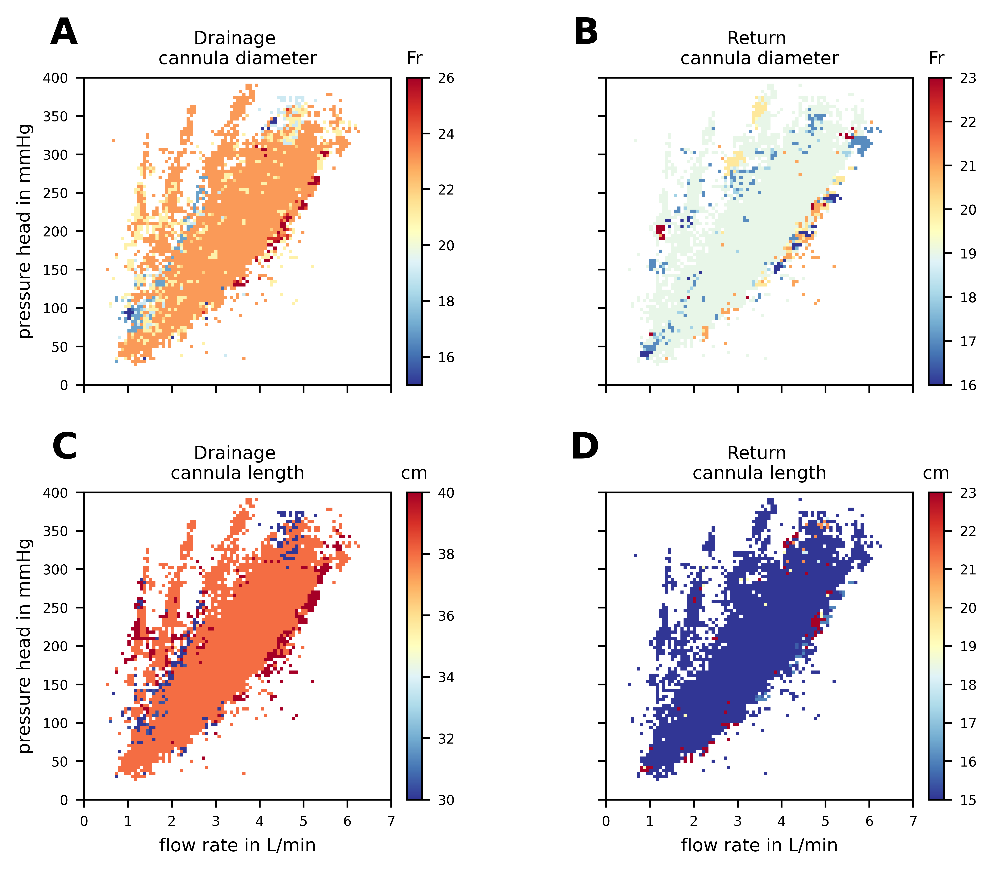 A
Drainage
cannula diameter
Fr
400
350
300
250
200
150
100
50
0
pressure head in mmHg
26
24
22
20
18
16
B
Return
cannula diameter
Fr
23
22
21
20
19
18
17
16
C
Drainage
cannula length
cm
400
350
300
250
200
150
100
50
0
pressure head in mmHg
0 1 2 3 4 5 6 7
flow rate in L/min
40
38
36
34
32
30
D
Return
cannula length
cm
0 1 2 3 4 5 6 7
flow rate in L/min
23
22
21
20
19
18
17
16
15